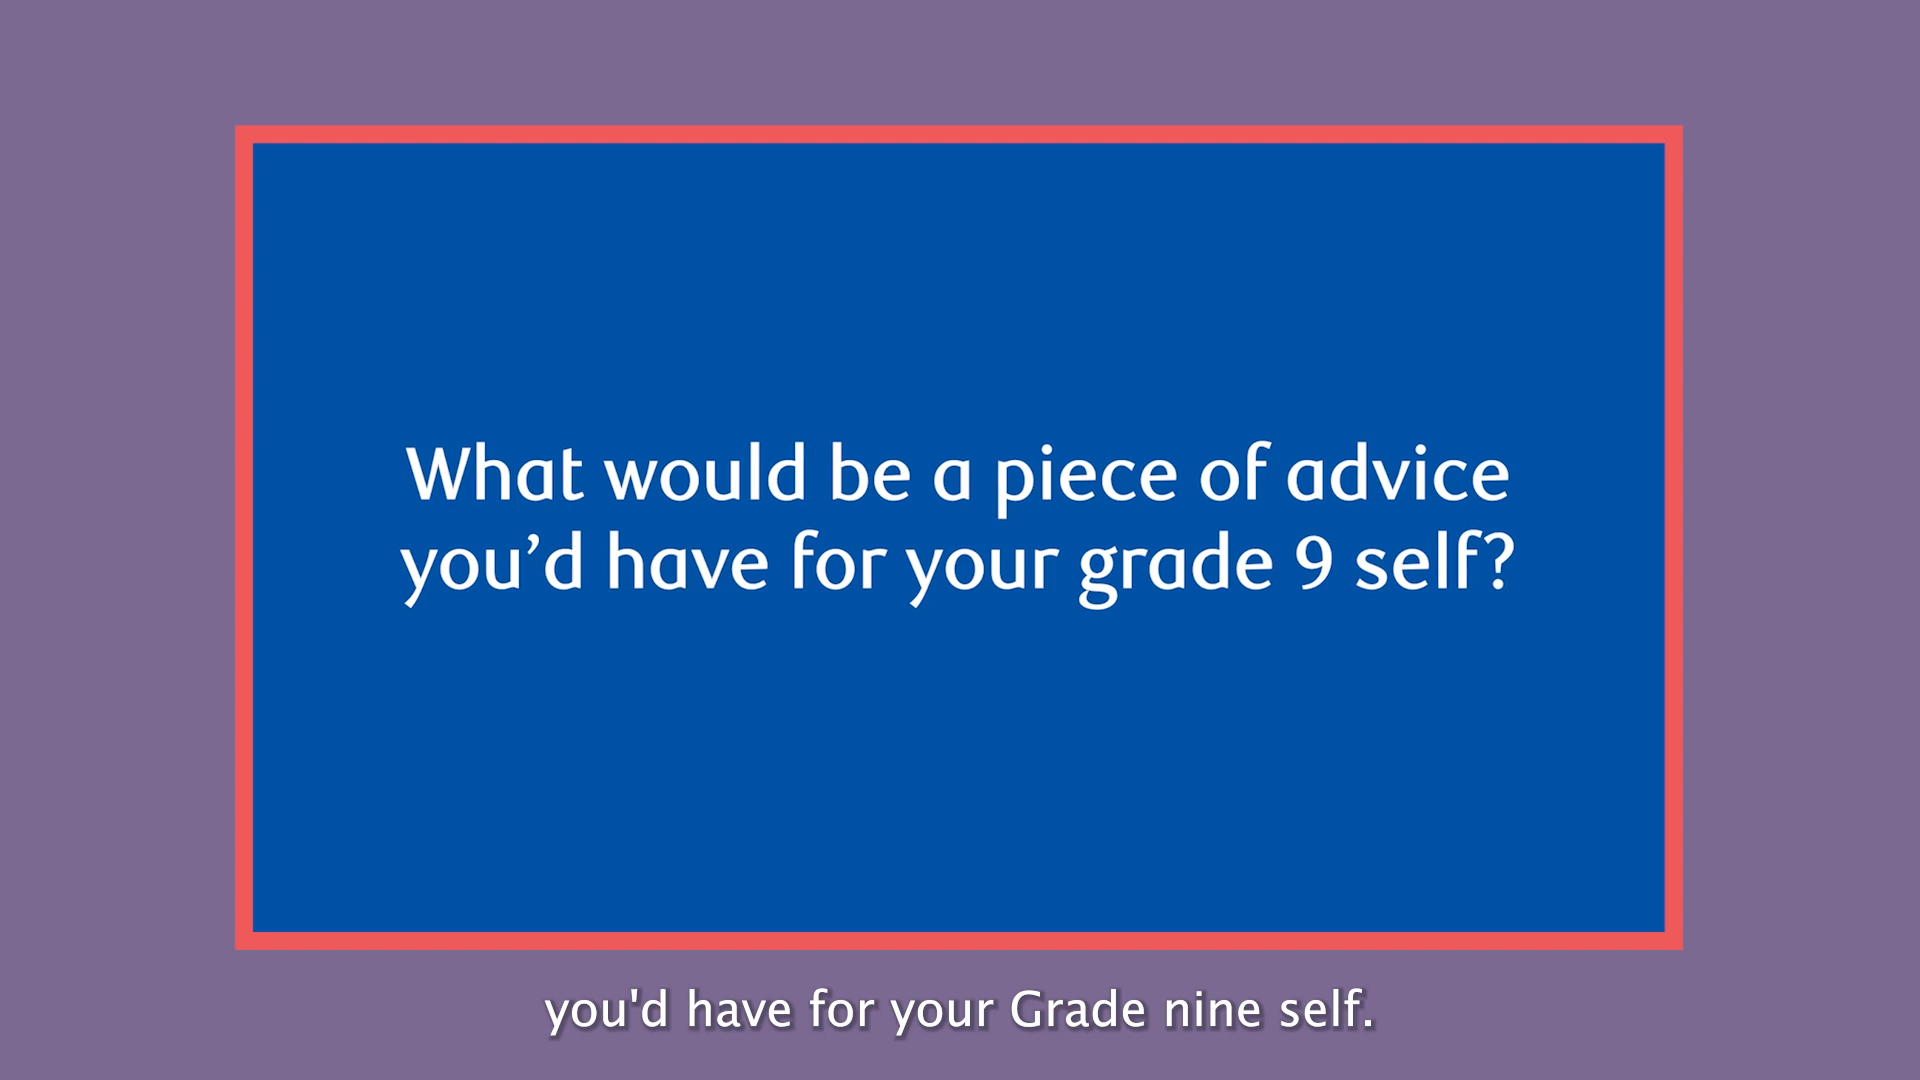 What would be a piece of advice
you’d have for your grade 9 self?
you'd have for your Grade nine self.